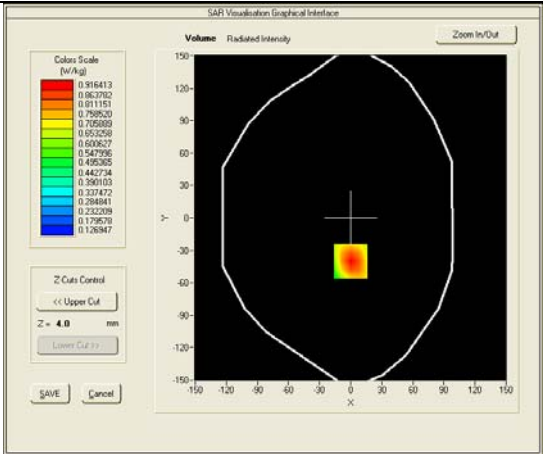 SAR Visualisation Graphical Interface
Volume Radiated Intensity
Zoom In/Out
Colors Scale
(W/kg)
0.916413
0.863782
0.811151
0.758520
0.705889
0.653258
0.600627
0.547996
0.495365
0.442734
0.390103
0.337472
0.284841
0.232209
0.179578
0.126947
Z-Cuts Control
<< Upper Cut
Z = 4.0 mm
Lower Cut >>
SAVE
Cancel
150-
120-
90-
60-
30-
0-
-30-
-60-
-90-
-120-
-150-
Y
-150 -120 -90 -60 -30 0 30 60 90 120 150
X